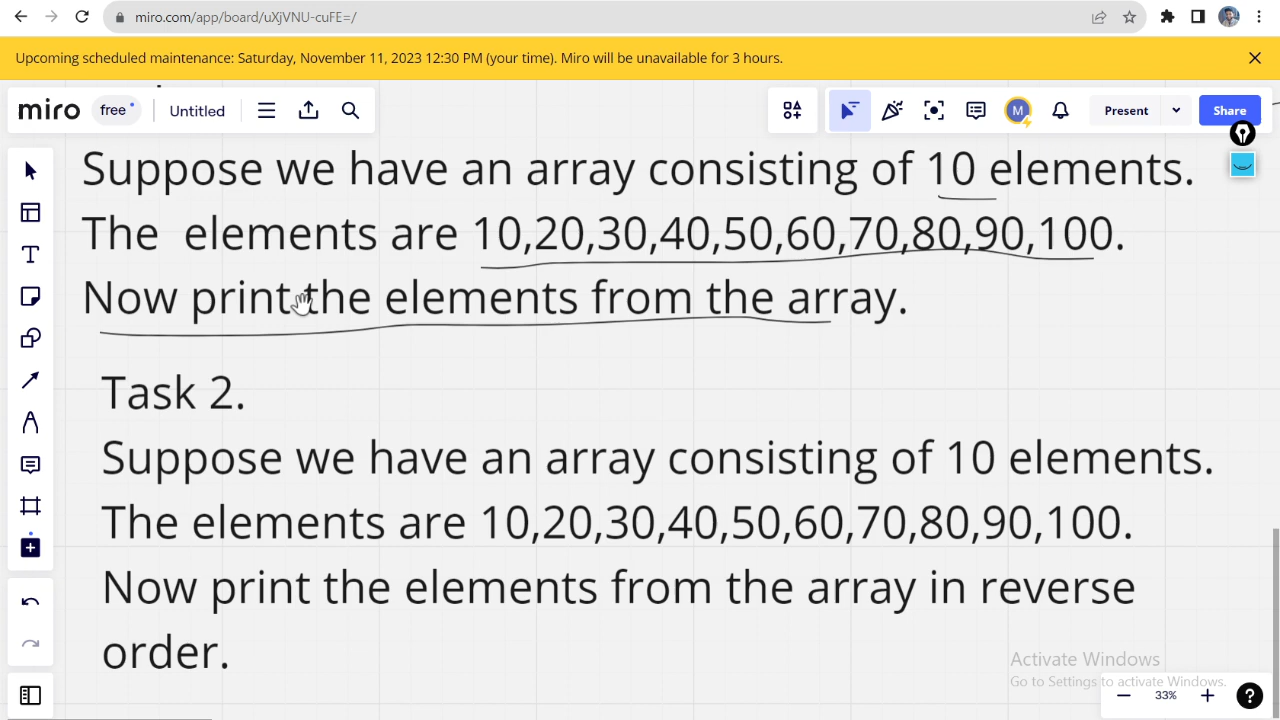 miro.com/app/board/uXjVNU-cuFE=/
Upcoming scheduled maintenance: Saturday, November 11, 2023 12:30 PM (your time). Miro will be unavailable for 3 hours.
miro free Untitled M Present Share
Suppose we have an array consisting of 10 elements.
The elements are 10,20,30,40,50,60,70,80,90,100.
Now print the elements from the array.
Task 2.
Suppose we have an array consisting of 10 elements.
The elements are 10,20,30,40,50,60,70,80,90,100.
Now print the elements from the array in reverse
order.
Activate Windows
Go to Settings to activate Windows.
33%